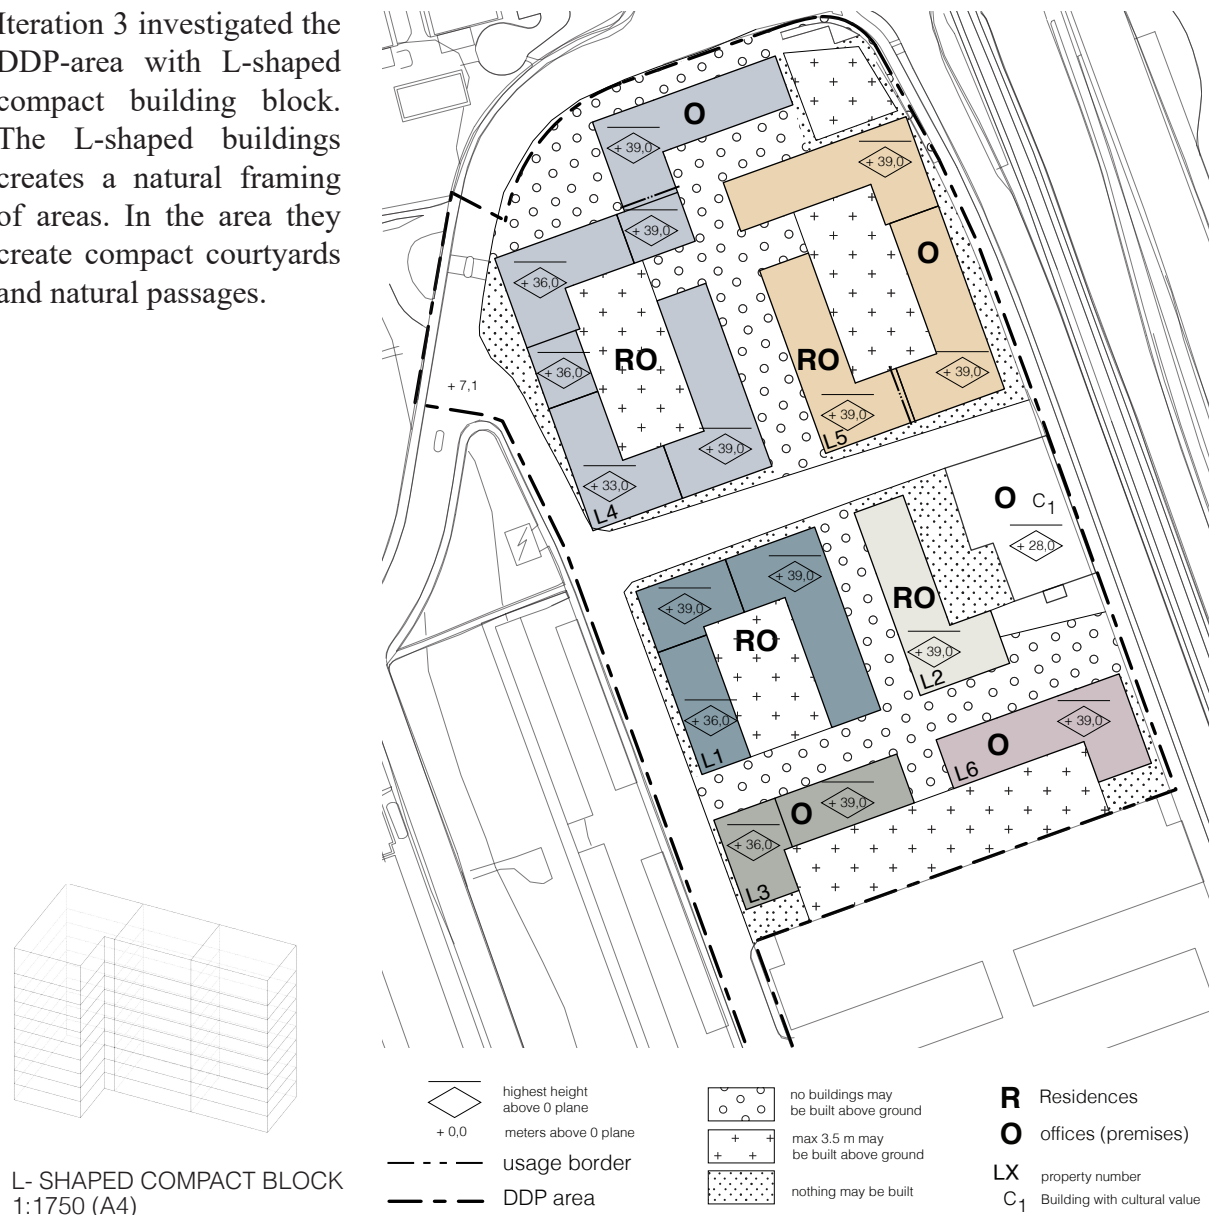 Iteration 3 investigated the
DDP-area with L-shaped
compact building block.
The L-shaped buildings
creates a natural framing
of areas. In the area they
create compact courtyards
and natural passages.
O
+ 39,0
+ 39,0
+ 39,0
O
+ 36,0
RO
RO
+ 36,0
+ 39,0
+ 7,1
+ 39,0
L5
+ 39,0
+ 33,0
L4
O C1
+ 28,0
+ 39,0
+ 39,0
RO
RO
+ 39,0
L2
+ 36,0
L1
+ 39,0
O
L6
+ 39,0
O
+ 36,0
L3
highest height
above 0 plane
+ 0,0 meters above 0 plane
usage border
DDP area
no buildings may
be built above ground
max 3.5 m may
be built above ground
nothing may be built
R Residences
O offices (premises)
LX property number
C1 Building with cultural value
L- SHAPED COMPACT BLOCK
1:1750 (A4)